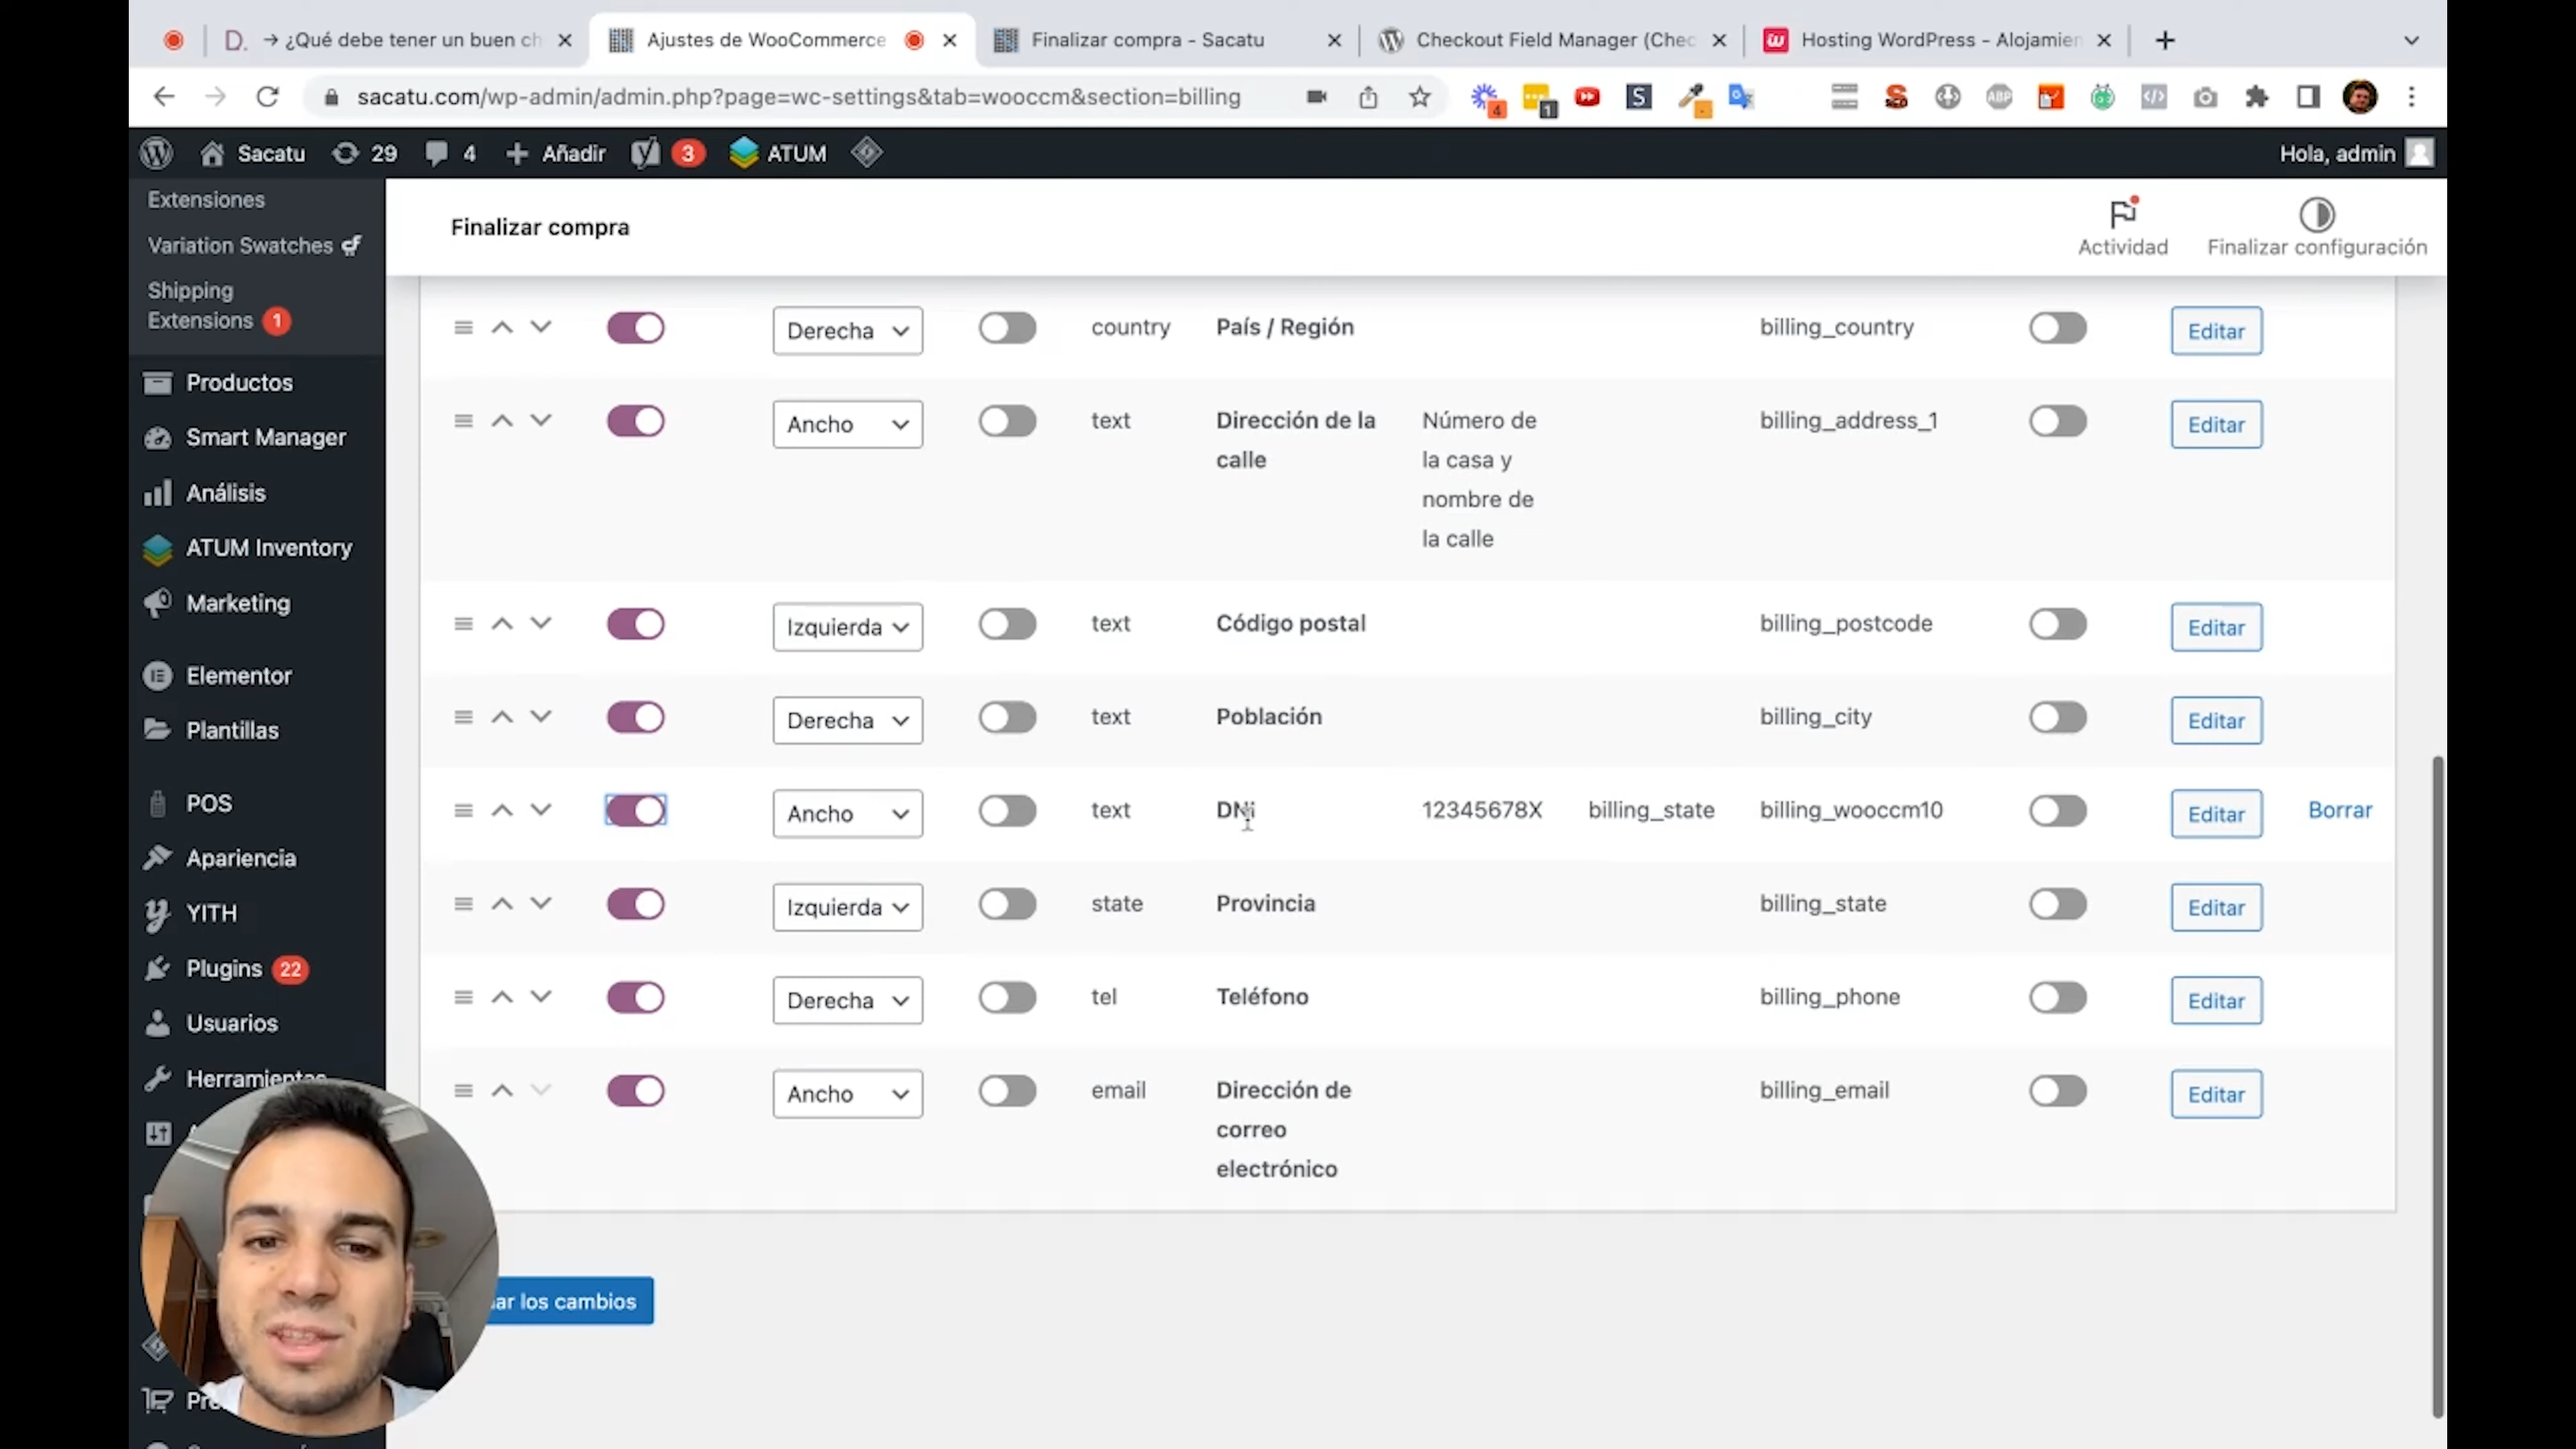 → ¿Qué debe tener un buen ch
Ajustes de WooCommerce
Finalizar compra - Sacatu
Checkout Field Manager (Chec
Hosting WordPress - Alojamien
sacatu.com/wp-admin/admin.php?page=wc-settings&tab=wooccm&section=billing
4
1
S
ABP
Sacatu
29
4
Añadir
3
ATUM
Hola, admin
Extensiones
Variation Swatches
Shipping
Extensions 1
Productos
Smart Manager
Análisis
ATUM Inventory
Marketing
Elementor
Plantillas
POS
Apariencia
YITH
Plugins 22
Usuarios
Herramientas
Finalizar compra
Actividad
Finalizar configuración
Derecha country País / Región billing_country Editar
Ancho text Dirección de la calle Número de la casa y nombre de la calle billing_address_1 Editar
Izquierda text Código postal billing_postcode Editar
Derecha text Población billing_city Editar
Ancho text DNi 12345678X billing_state billing_wooccm10 Editar Borrar
Izquierda state Provincia billing_state Editar
Derecha tel Teléfono billing_phone Editar
Ancho email Dirección de correo electrónico billing_email Editar
ar los cambios